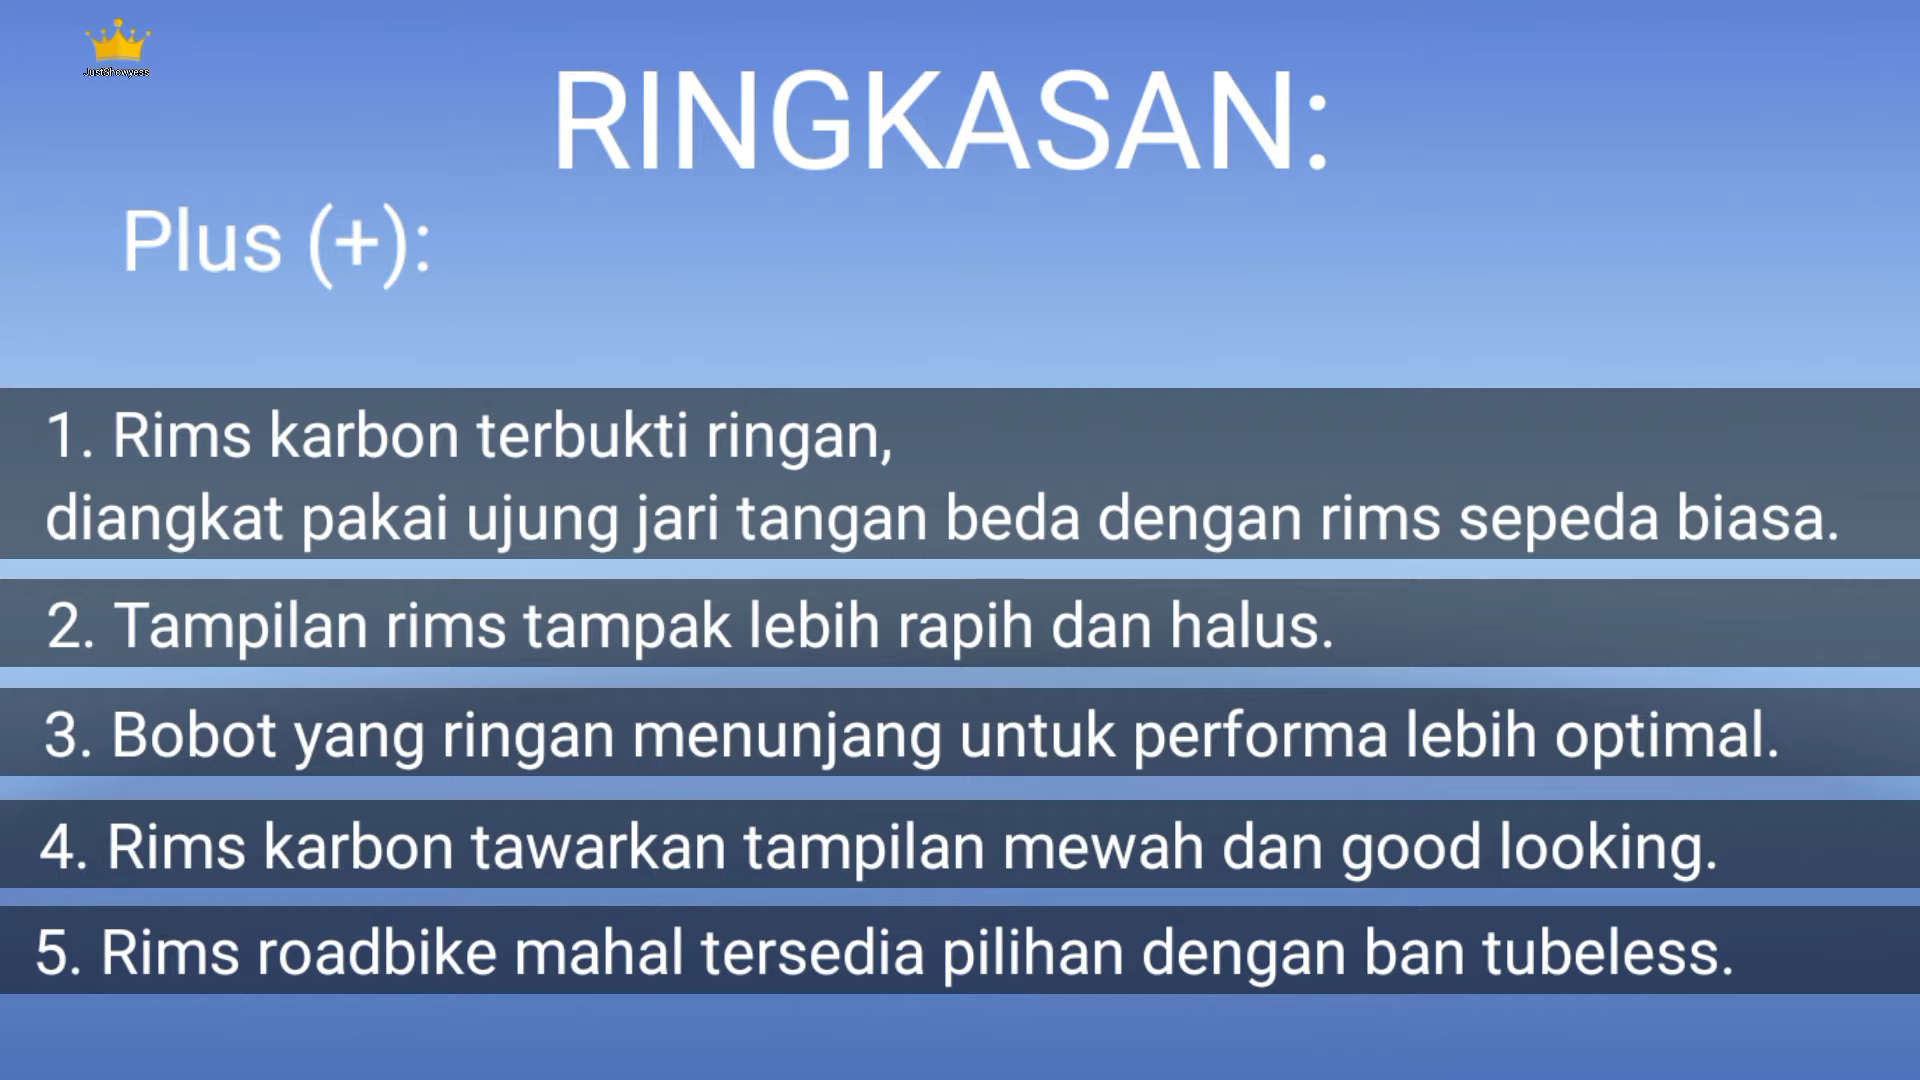 JustShowyess
RINGKASAN:
Plus (+):
1. Rims karbon terbukti ringan,
diangkat pakai ujung jari tangan beda dengan rims sepeda biasa.
2. Tampilan rims tampak lebih rapih dan halus.
3. Bobot yang ringan menunjang untuk performa lebih optimal.
4. Rims karbon tawarkan tampilan mewah dan good looking.
5. Rims roadbike mahal tersedia pilihan dengan ban tubeless.